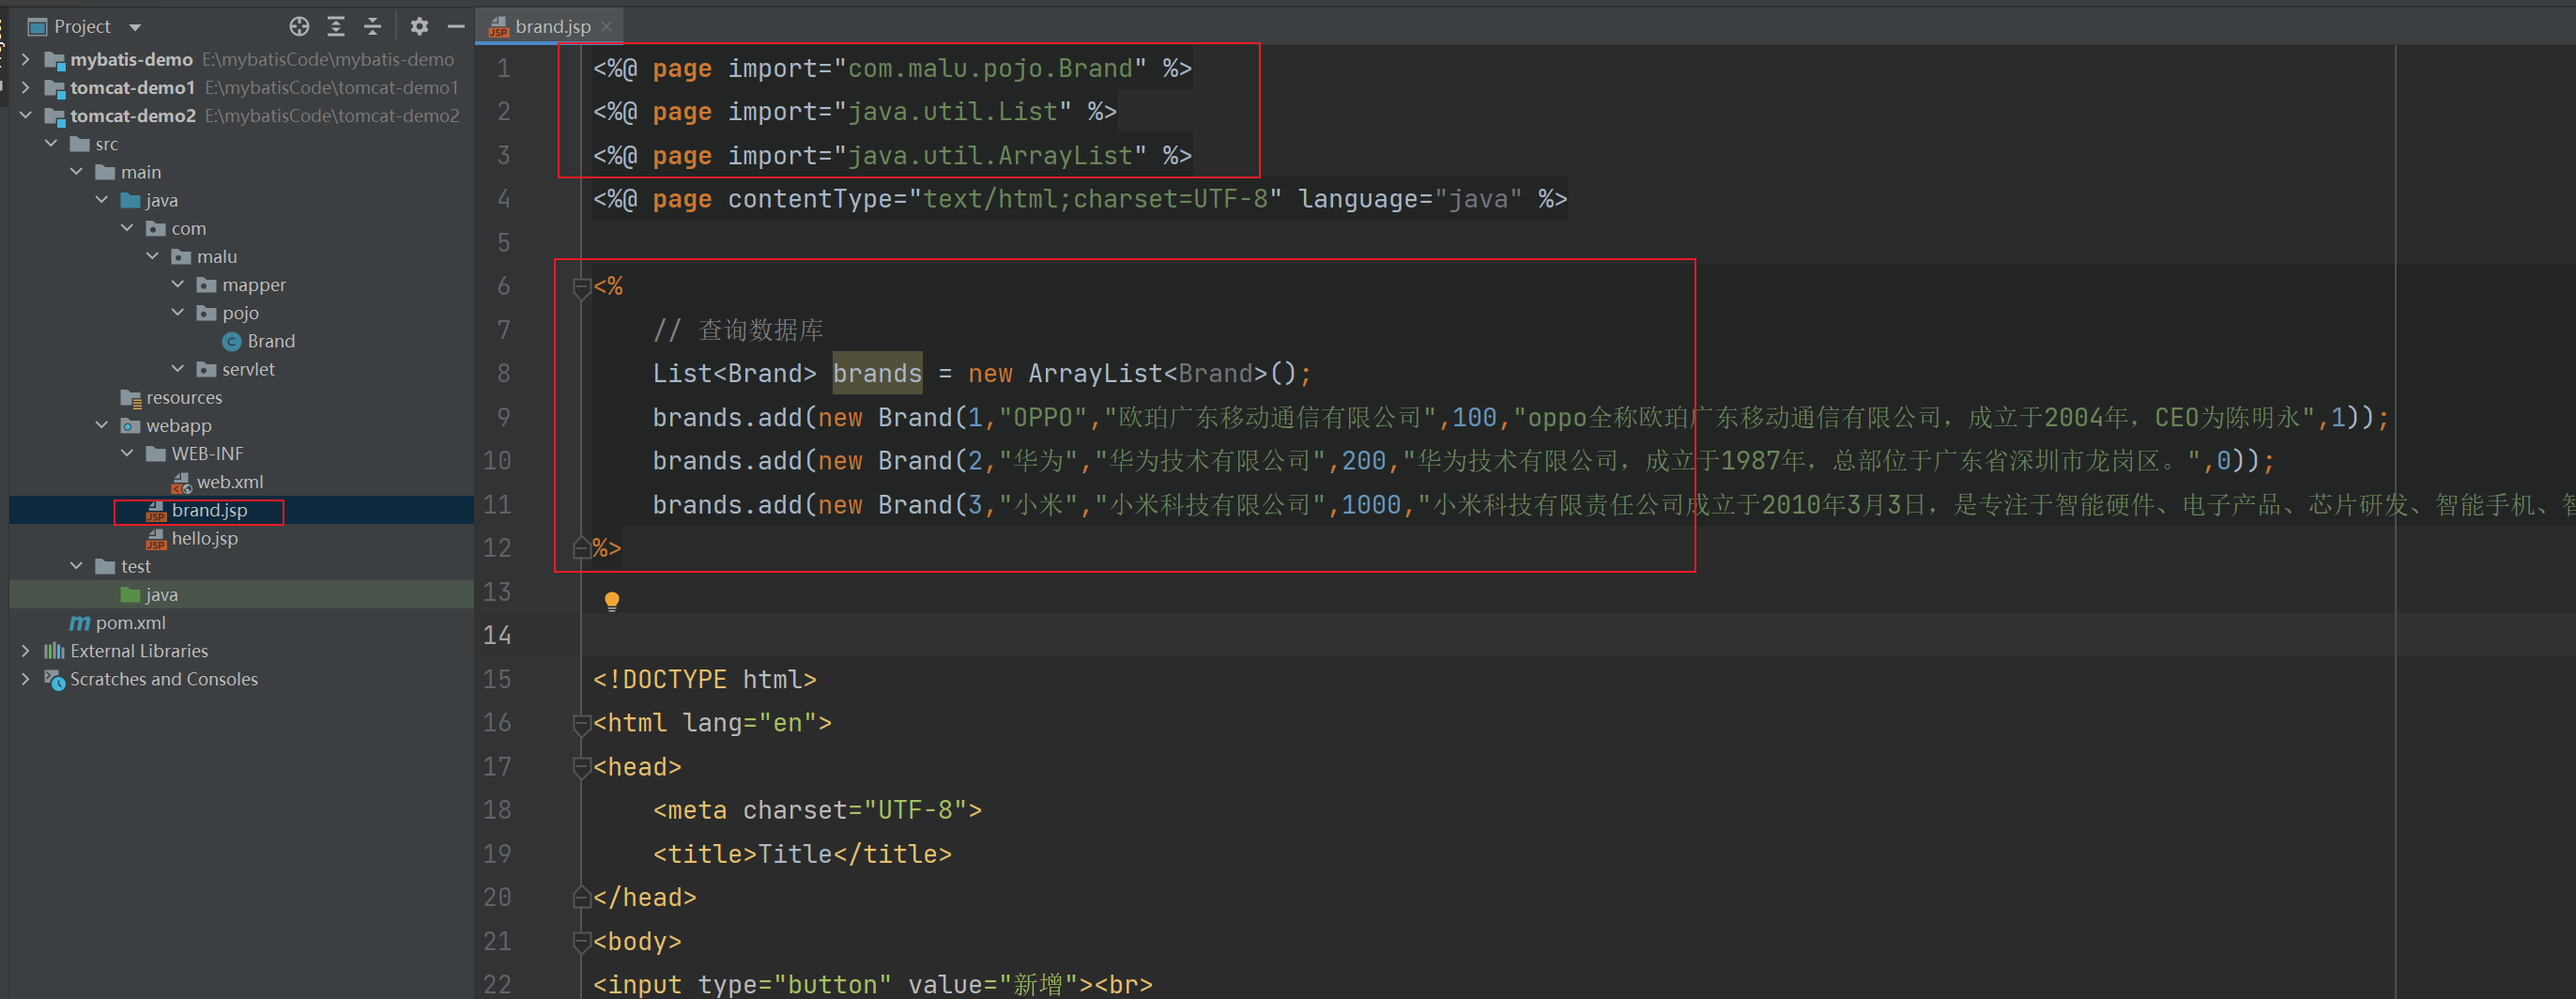 Project
mybatis-demo E:\mybatisCode\mybatis-demo
tomcat-demo1 E:\mybatisCode\tomcat-demo1
tomcat-demo2 E:\mybatisCode\tomcat-demo2
src
main
java
com
malu
mapper
pojo
Brand
servlet
resources
webapp
WEB-INF
web.xml
brand.jsp
hello.jsp
test
java
pom.xml
External Libraries
Scratches and Consoles
brand.jsp
1 <%@ page import="com.malu.pojo.Brand" %>
2 <%@ page import="java.util.List" %>
3 <%@ page import="java.util.ArrayList" %>
4 <%@ page contentType="text/html;charset=UTF-8" language="java" %>
5
6 <%
7 // 查询数据库
8 List<Brand> brands = new ArrayList<Brand>();
9 brands.add(new Brand(1,"OPPO","欧珀广东移动通信有限公司",100,"oppo全称欧珀广东移动通信有限公司，成立于2004年，CEO为陈明永",1));
10 brands.add(new Brand(2,"华为","华为技术有限公司",200,"华为技术有限公司，成立于1987年，总部位于广东省深圳市龙岗区。",0));
11 brands.add(new Brand(3,"小米","小米科技有限公司",1000,"小米科技有限责任公司成立于2010年3月3日，是专注于智能硬件、电子产品、芯片研发、智能手机、
12 %>
13
14
15 <!DOCTYPE html>
16 <html lang="en">
17 <head>
18 <meta charset="UTF-8">
19 <title>Title</title>
20 </head>
21 <body>
22 <input type="button" value="新增"><br>